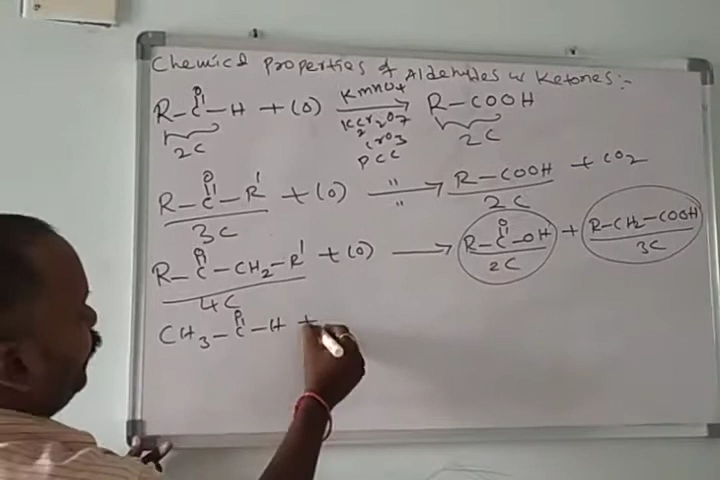 Chemical Properties of Aldehydes & Ketones:-
O
R-C-H + (O) KMnO4 R-COOH
2C K2Cr2O7 2C
CrO3
PCC
O
R-C-R' + (O) " R-COOH + CO2
3C " 2C
O O
R-C-CH2-R' + (O) R-C-OH + R-CH2-COOH
4C 2C 3C
O
CH3-C-H +